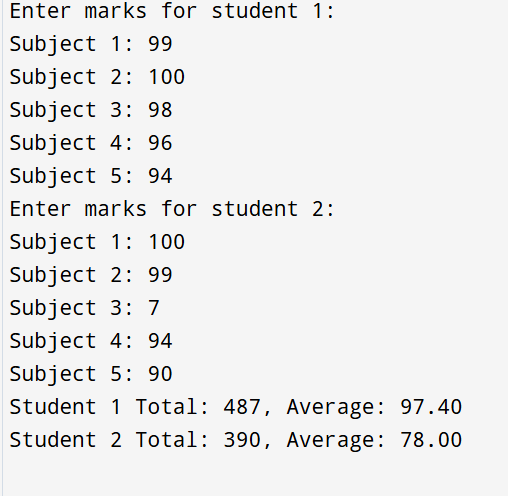 Enter marks for student 1:
Subject 1: 99
Subject 2: 100
Subject 3: 98
Subject 4: 96
Subject 5: 94
Enter marks for student 2:
Subject 1: 100
Subject 2: 99
Subject 3: 7
Subject 4: 94
Subject 5: 90
Student 1 Total: 487, Average: 97.40
Student 2 Total: 390, Average: 78.00